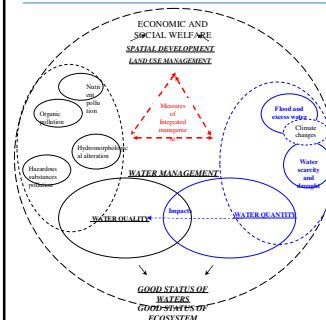 ECONOMIC AND
SOCIAL WELFARE
SPATIAL DEVELOPMENT
LAND USE MANAGEMENT
Nutri
ent
pollu
tion
Organic
pollution
Measures
of
Integrated
manageme
nt
Flood and
excess water
Climate
changes
Hydromorphologic
al alteration
Hazardous
substances
pollution
Water
scarcity
and
drought
WATER MANAGEMENT
Impacts
WATER QUALITY
WATER QUANTITY
GOOD STATUS OF
WATERS
GOOD STATUS OF
ECOSYSTEM